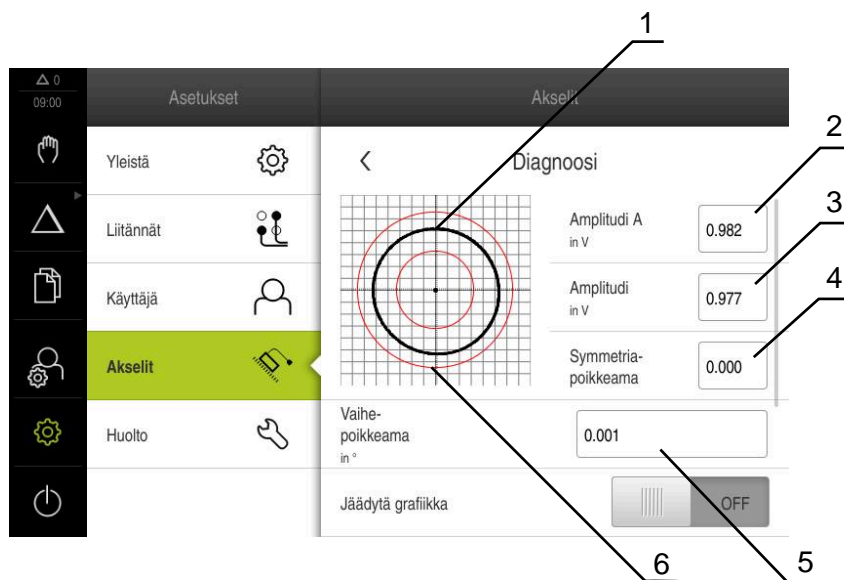 1
△ 0
09:00
Asetukset
Akselit
2
Yleistä
Diagnoosi
Amplitudi A
in V
0.982
3
Liitännät
Amplitudi
in V
0.977
4
Käyttäjä
Symmetria-
poikkeama
0.000
Akselit
Huolto
Vaihe-
poikkeama
in °
0.001
Jäädytä grafiikka
OFF
6
5